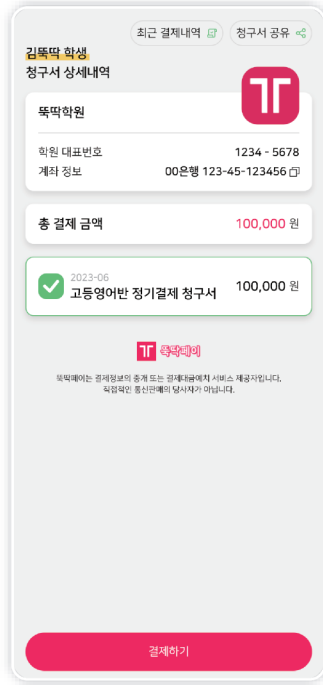 최근 결제내역
청구서 공유
김뚝딱 학생
청구서 상세내역
뚝딱학원
학원 대표번호 1234 - 5678
계좌 정보 00은행 123-45-123456
총 결제 금액 100,000 원
2023-06
고등영어반 정기결제 청구서 100,000 원
뚝딱페이
뚝딱페이는 결제정보의 중개 또는 결제대금예치 서비스 제공자입니다.
직접적인 통신판매의 당사자가 아닙니다.
결제하기